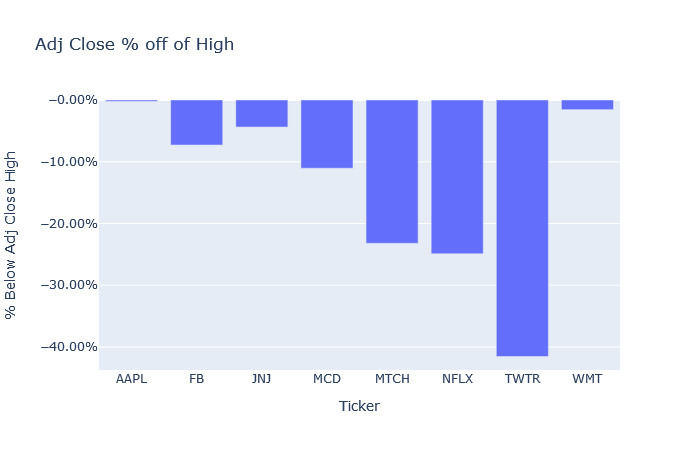 Adj Close % off of High
% Below Adj Close High
−0.00%
−10.00%
−20.00%
−30.00%
−40.00%
AAPL FB JNJ MCD MTCH NFLX TWTR WMT
Ticker